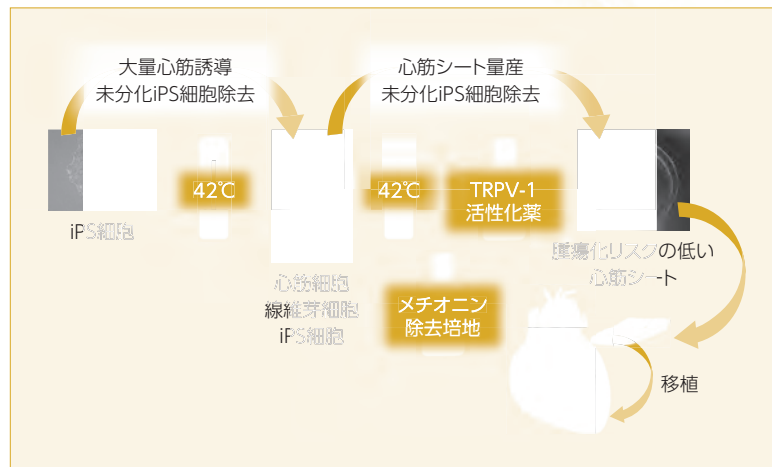 大量心筋誘導
未分化iPS細胞除去
心筋シート量産
未分化iPS細胞除去
42℃
42℃
TRPV-1
活性化薬
iPS細胞
腫瘍化リスクの低い
心筋シート
心筋細胞
線維芽細胞
iPS細胞
メチオニン
除去培地
移植